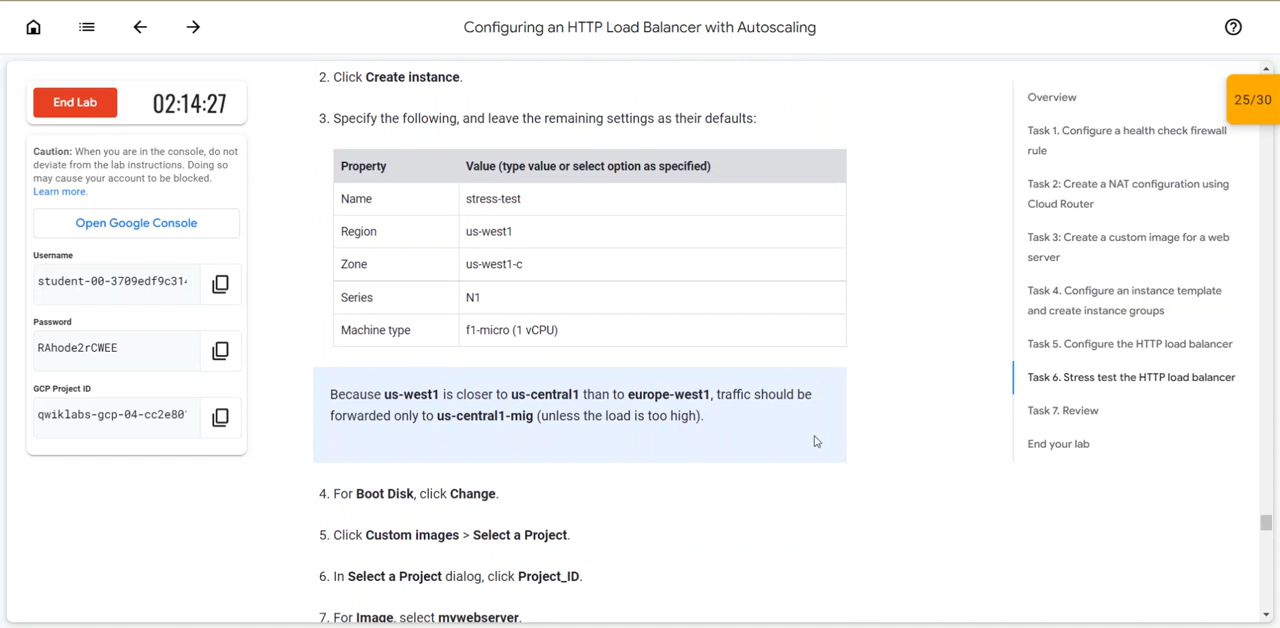 Configuring an HTTP Load Balancer with Autoscaling
End Lab
02:14:27
Caution: When you are in the console, do not
deviate from the lab instructions. Doing so
may cause your account to be blocked.
Learn more.
Open Google Console
Username
student-00-3709edf9c314
Password
RAhode2rCWEE
GCP Project ID
qwiklabs-gcp-04-cc2e80
2. Click Create instance.
3. Specify the following, and leave the remaining settings as their defaults:
Property Value (type value or select option as specified)
Name stress-test
Region us-west1
Zone us-west1-c
Series N1
Machine type f1-micro (1 vCPU)
Because us-west1 is closer to us-central1 than to europe-west1, traffic should be
forwarded only to us-central1-mig (unless the load is too high).
4. For Boot Disk, click Change.
5. Click Custom images > Select a Project.
6. In Select a Project dialog, click Project_ID.
7. For Image, select mywebserver.
Overview
Task 1. Configure a health check firewall
rule
Task 2: Create a NAT configuration using
Cloud Router
Task 3: Create a custom image for a web
server
Task 4. Configure an instance template
and create instance groups
Task 5. Configure the HTTP load balancer
Task 6. Stress test the HTTP load balancer
Task 7. Review
End your lab
25/30